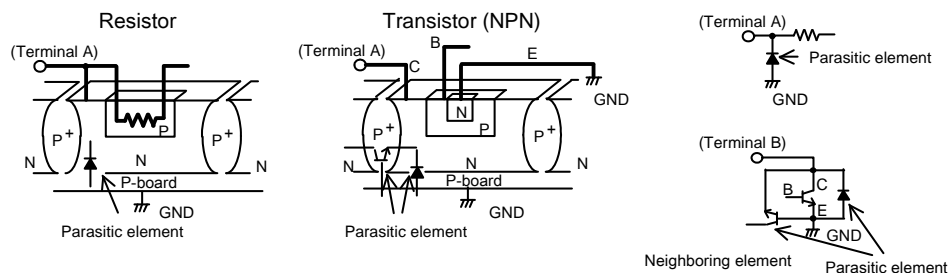 Resistor
(Terminal A)
P+
P
P+
N
N
N
P-board
GND
Parasitic element
Transistor (NPN)
(Terminal A)
B
C
E
GND
N
P
P+
P+
N
N
N
P-board
GND
Parasitic element
(Terminal A)
Parasitic element
GND
(Terminal B)
C
B
E
GND
Neighboring element
Parasitic element